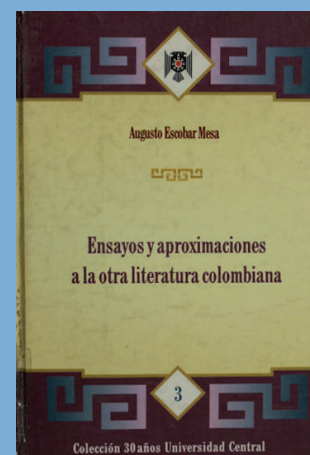 Augusto Escobar Mesa
Ensayos y aproximaciones
a la otra literatura colombiana
3
Colección 30 años Universidad Central